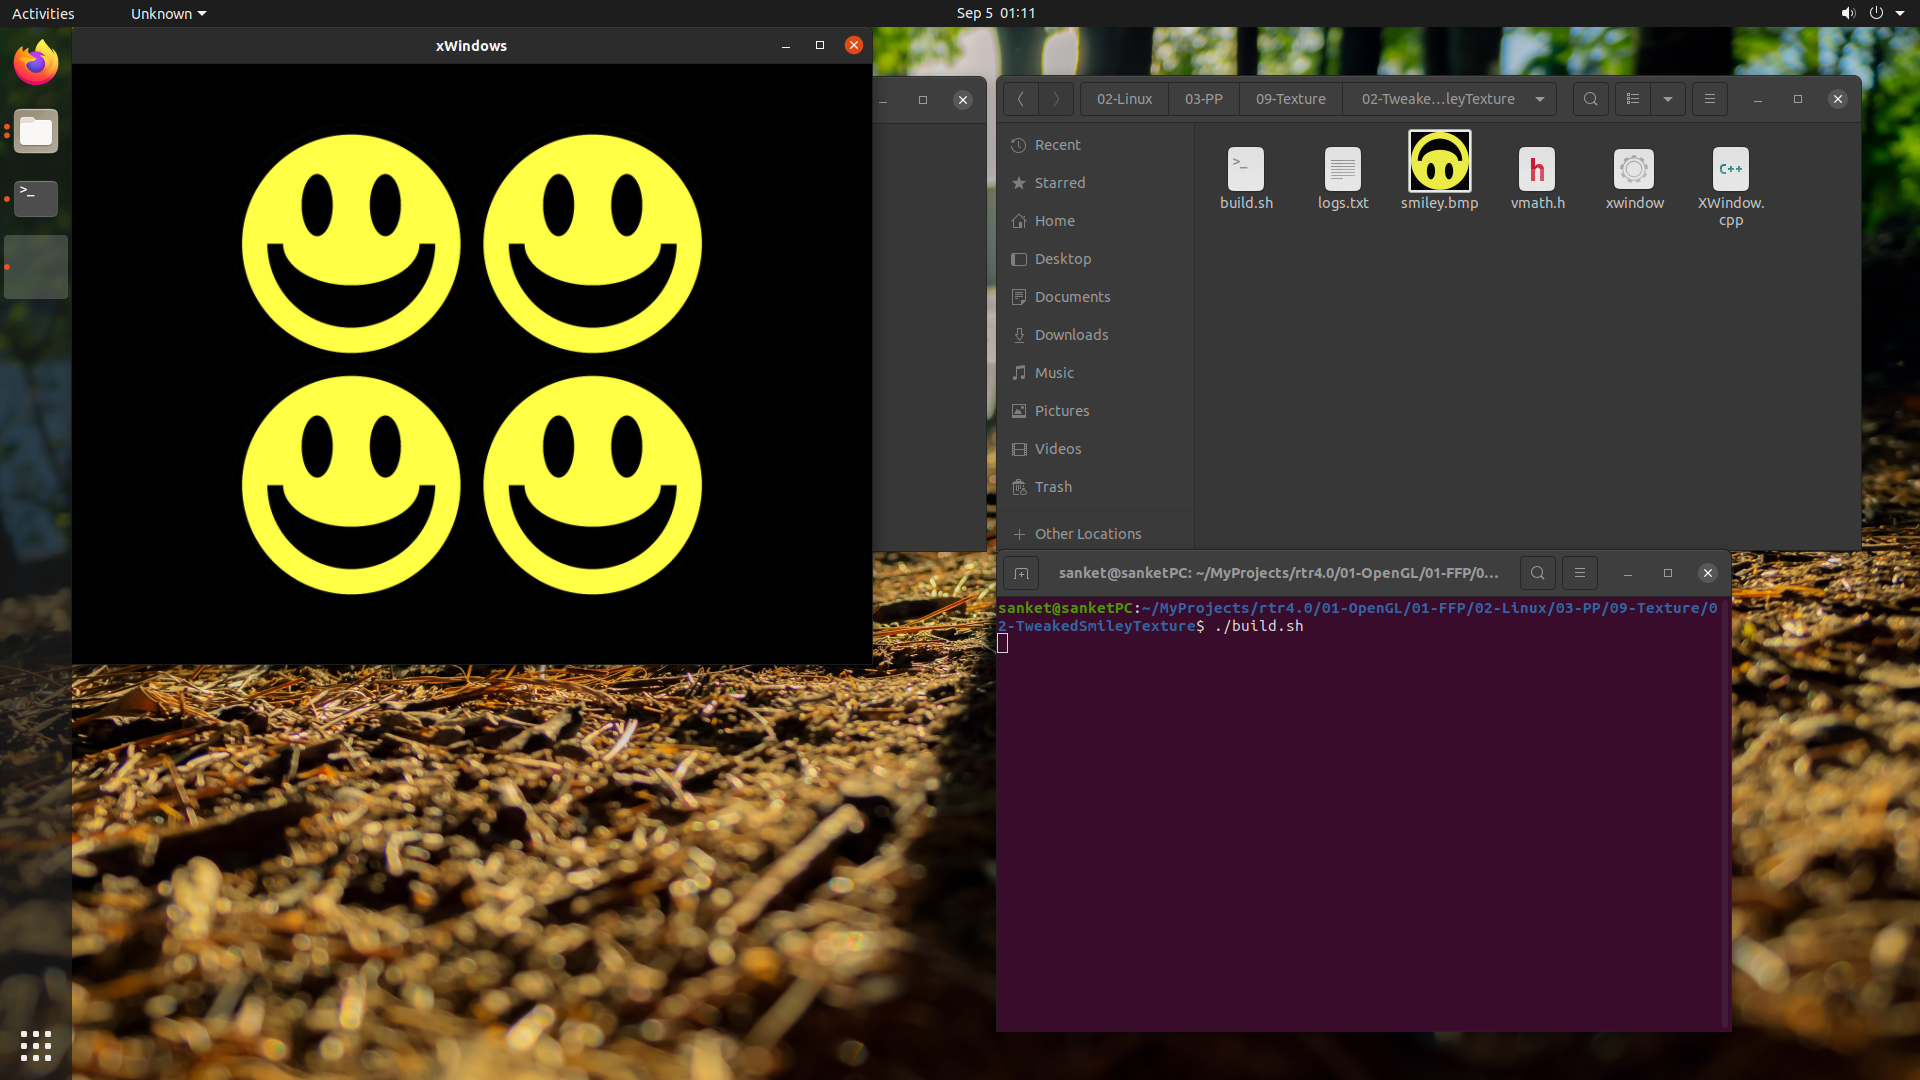 Activities
Unknown
Sep 5 01:11
xWindows
02-Linux
03-PP
09-Texture
02-Tweake…leyTexture
Recent
Starred
Home
Desktop
Documents
Downloads
Music
Pictures
Videos
Trash
Other Locations
>_
build.sh
logs.txt
smiley.bmp
h
vmath.h
xwindow
C++
XWindow.
cpp
>_
sanket@sanketPC: ~/MyProjects/rtr4.0/01-OpenGL/01-FFP/0…
sanket@sanketPC:~/MyProjects/rtr4.0/01-OpenGL/01-FFP/02-Linux/03-PP/09-Texture/0
2-TweakedSmileyTexture$ ./build.sh